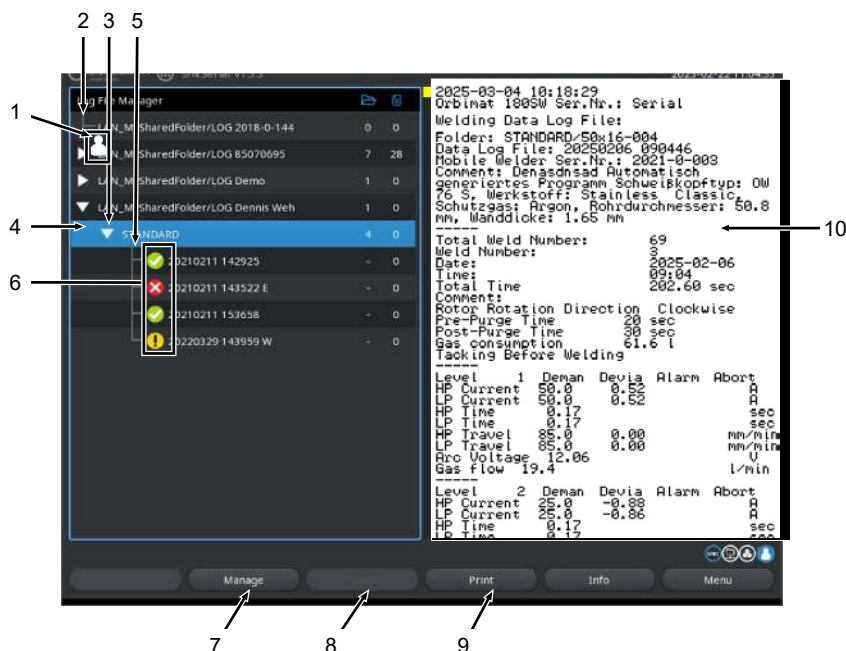 2 3 5
1
4
6
10
Log File Manager
LAN_M/SharedFolder/LOG 2018-0-144 0 0
LAN_M/SharedFolder/LOG 85070695 7 28
LAN_M/SharedFolder/LOG Demo 1 0
LAN_M/SharedFolder/LOG Dennis Weh 1 0
STANDARD 4 0
20210211 142925 - 0
20210211 143522 E - 0
20210211 153658 - 0
20220329 143959 W - 0
2025-03-04 10:18:29
Orbimat 180SW Ser.Nr.: Serial
Welding Data Log File:
Folder: STANDARD/50x16-004
Data Log File: 20250206 090446
Mobile Welder Ser.Nr.: 2021-0-003
Comment: Denasdnsad Automatisch
generiertes Programm Schweißkopftyp: OW
76 S, Werkstoff: Stainless Classic,
Schutzgas: Argon, Rohrdurchmesser: 50.8
mm, Wanddicke: 1.65 mm
-----
Total Weld Number: 69
Weld Number: 3
Date: 2025-02-06
Time: 09:04
Total Time 202.60 sec
Comment:
Rotor Rotation Direction Clockwise
Pre-Purge Time 20 sec
Post-Purge Time 30 sec
Gas consumption 61.6 l
Tacking Before Welding
-----
Level 1 Deman Devia Alarm Abort
HP Current 50.0 0.52 A
LP Current 50.0 0.52 A
HP Time 0.17 sec
LP Time 0.17 sec
HP Travel 85.0 0.00 mm/min
LP Travel 85.0 0.00 mm/min
Arc Voltage 12.06 V
Gas flow 19.4 l/min
-----
Level 2 Deman Devia Alarm Abort
HP Current 25.0 -0.88 A
LP Current 25.0 -0.86 A
HP Time 0.17 sec
LP Time 0.17 sec
Manage Print Info Menu
7 8 9